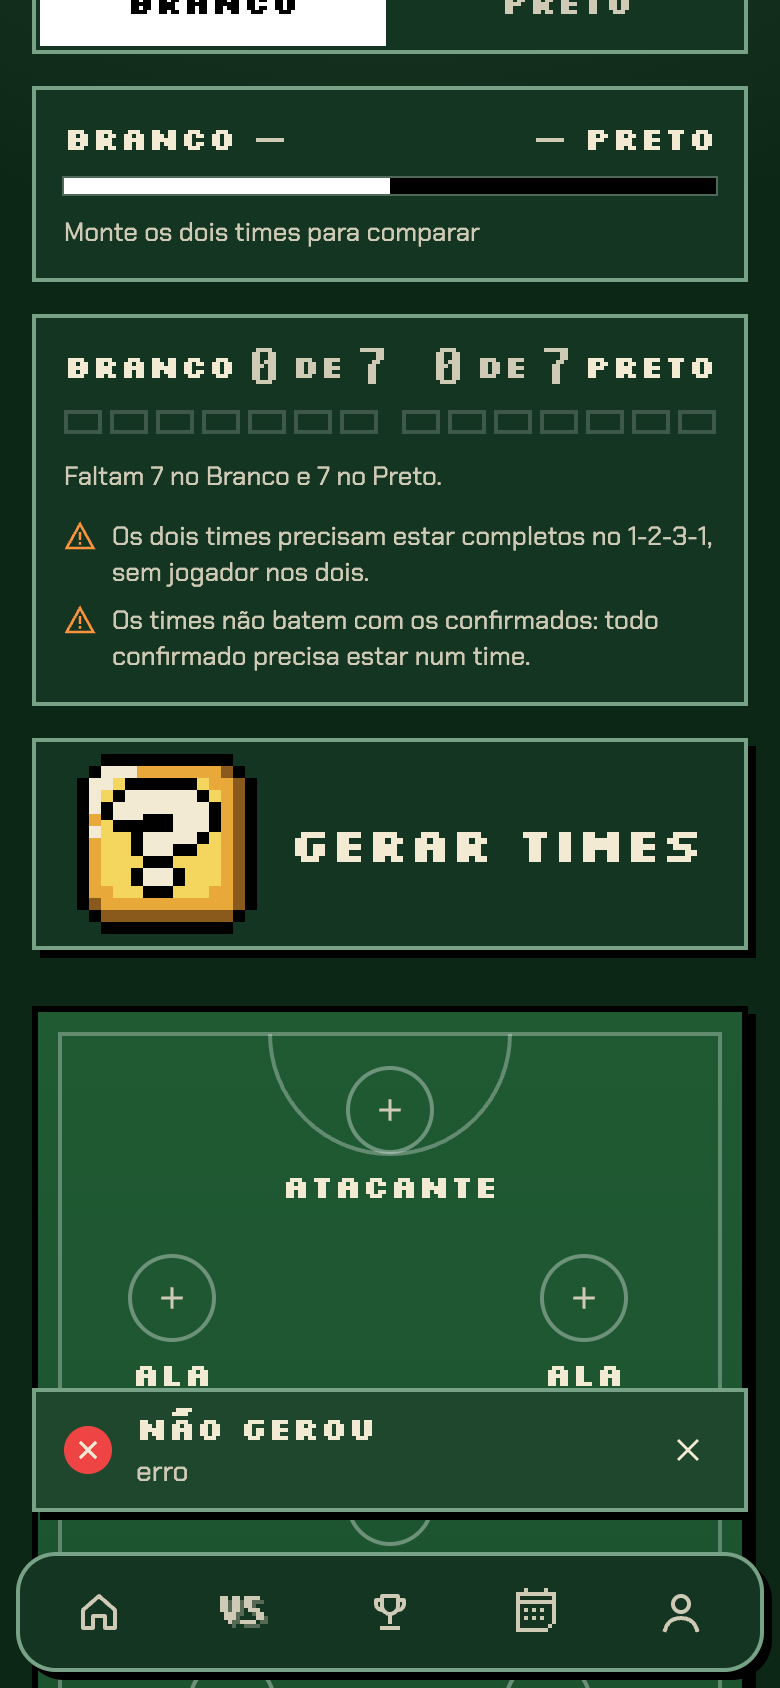 BRANCO PRETO
BRANCO — — PRETO
Monte os dois times para comparar
BRANCO 0 DE 7 0 DE 7 PRETO
Faltam 7 no Branco e 7 no Preto.
Os dois times precisam estar completos no 1-2-3-1,
sem jogador nos dois.
Os times não batem com os confirmados: todo
confirmado precisa estar num time.
?
GERAR TIMES
+
ATACANTE
+ +
ALA ALA
NÃO GEROU
erro
VS